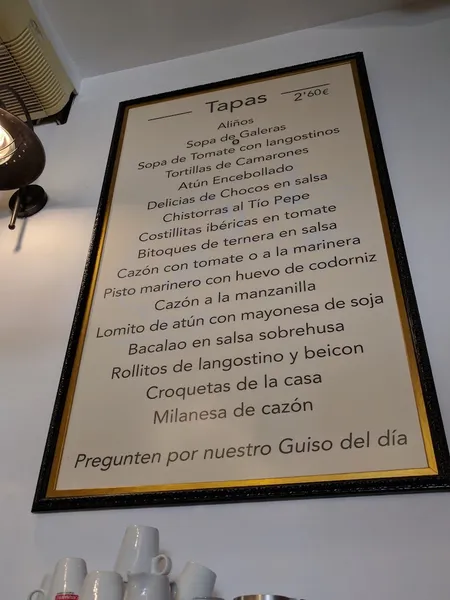 Tapas 2'60€
Aliños
Sopa de Galeras
Sopa de Tomate con langostinos
Tortillas de Camarones
Atún Encebollado
Delicias de Chocos en salsa
Chistorras al Tío Pepe
Costillitas ibéricas en tomate
Bitoques de ternera en salsa
Cazón con tomate o a la marinera
Pisto marinero con huevo de codorniz
Cazón a la manzanilla
Lomito de atún con mayonesa de soja
Bacalao en salsa sobrehusa
Rollitos de langostino y beicon
Croquetas de la casa
Milanesa de cazón
Pregunten por nuestro Guiso del día